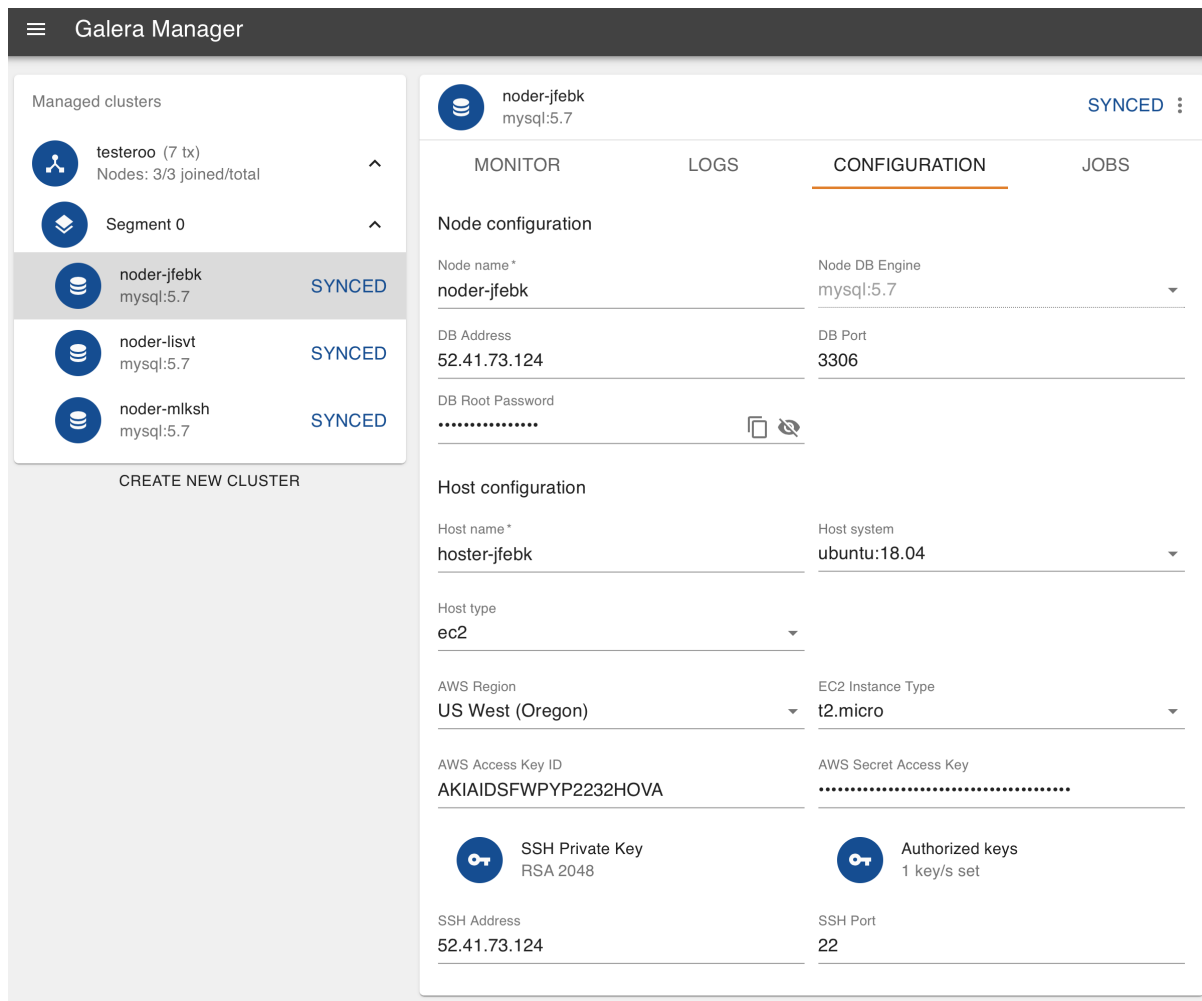 Galera Manager
Managed clusters
testeroo (7 tx)
Nodes: 3/3 joined/total
Segment 0
noder-jfebk
mysql:5.7
SYNCED
noder-lisvt
mysql:5.7
SYNCED
noder-mlksh
mysql:5.7
SYNCED
CREATE NEW CLUSTER
noder-jfebk
mysql:5.7
SYNCED
MONITOR LOGS CONFIGURATION JOBS
Node configuration
Node name*
noder-jfebk
Node DB Engine
mysql:5.7
DB Address
52.41.73.124
DB Port
3306
DB Root Password
••••••••••••••••
Host configuration
Host name*
hoster-jfebk
Host system
ubuntu:18.04
Host type
ec2
AWS Region
US West (Oregon)
EC2 Instance Type
t2.micro
AWS Access Key ID
AKIAIDSFWPYP2232HOVA
AWS Secret Access Key
••••••••••••••••••••••••••••••••••••••••
SSH Private Key
RSA 2048
Authorized keys
1 key/s set
SSH Address
52.41.73.124
SSH Port
22